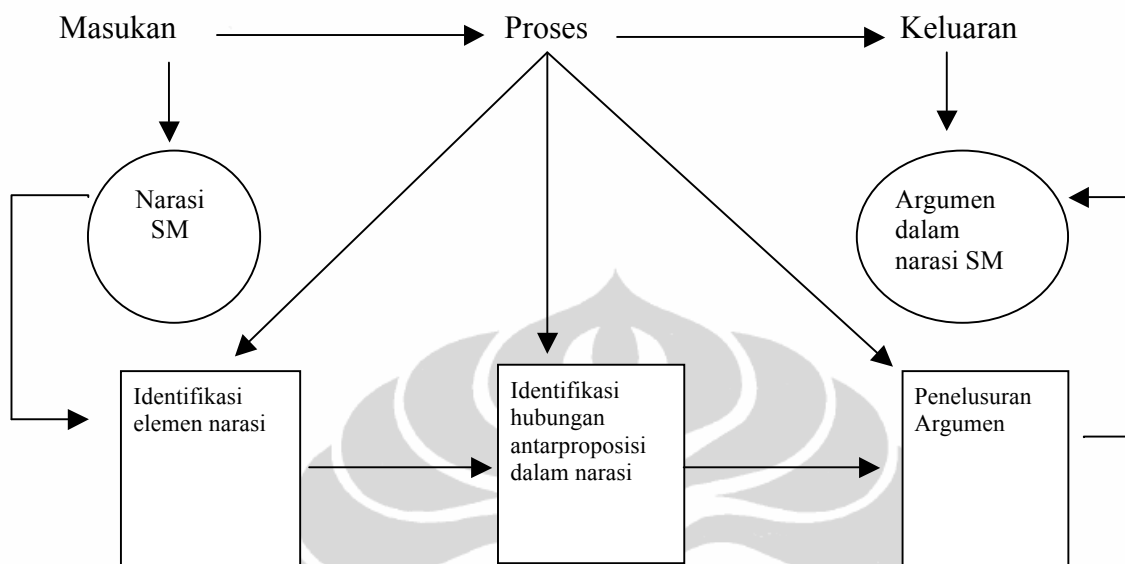 Masukan
Proses
Keluaran
Narasi
SM
Argumen
dalam
narasi SM
Identifikasi
elemen narasi
Identifikasi
hubungan
antarproposisi
dalam narasi
Penelusuran
Argumen